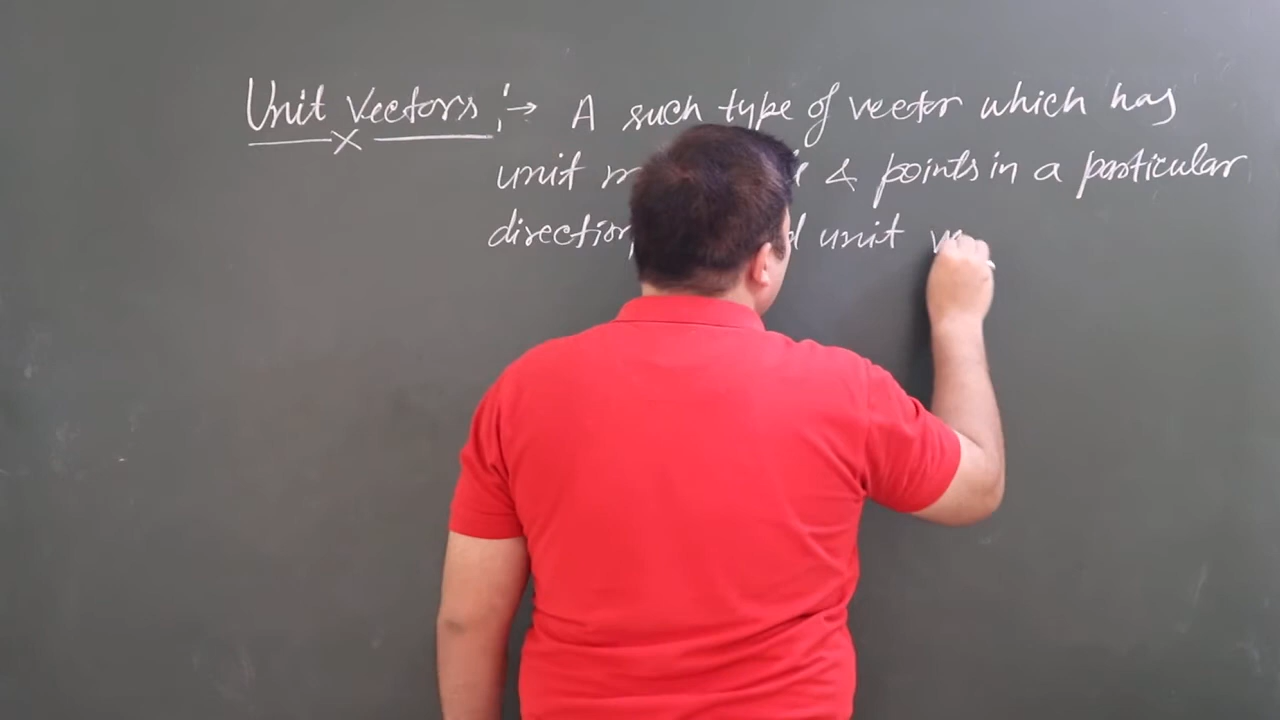 Unit Vectors :→ A such type of vector which has
unit & points in a particular
direction unit